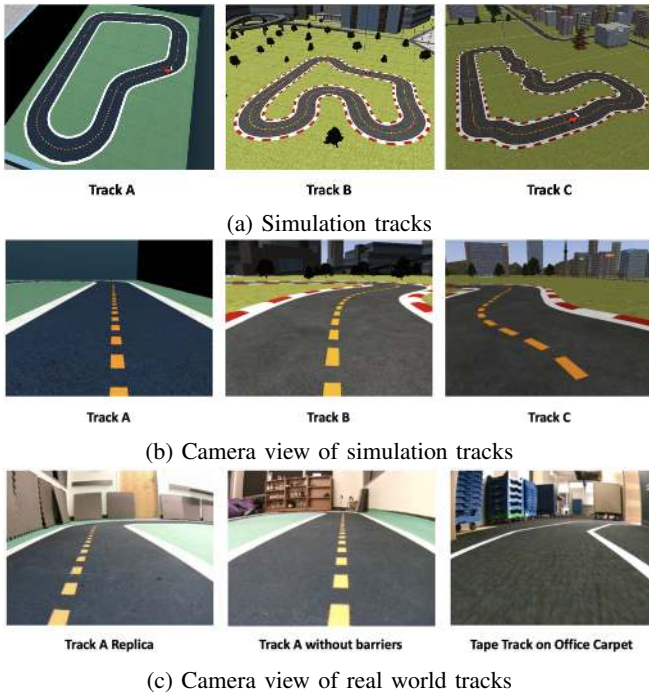 Track A
Track B
Track C
(a) Simulation tracks
Track A
Track B
Track C
(b) Camera view of simulation tracks
Track A Replica
Track A without barriers
Tape Track on Office Carpet
(c) Camera view of real world tracks